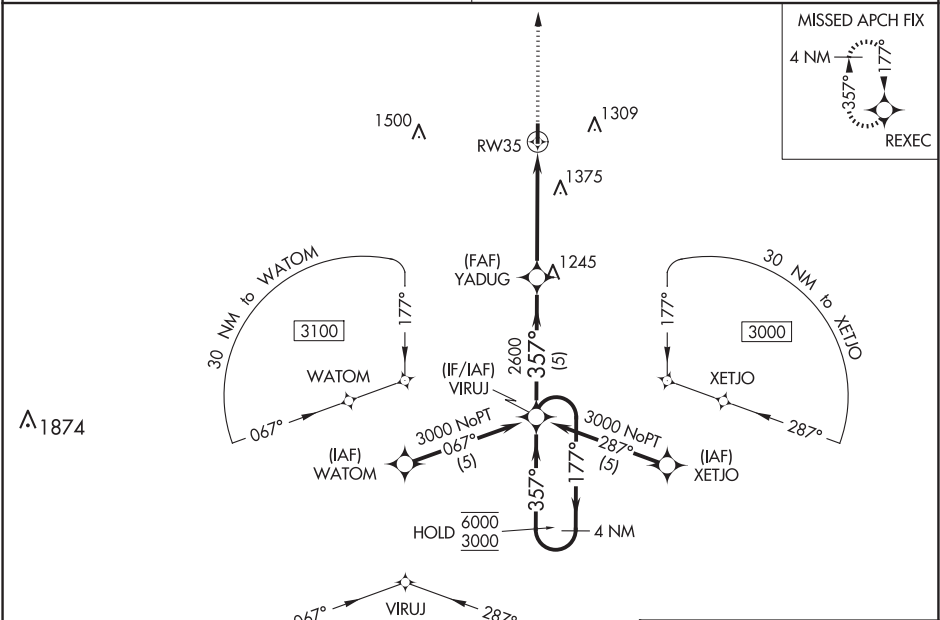 MISSED APCH FIX
4 NM
357°
177°
REXEC
1500
1309
RW35
1375
(FAF)
YADUG
1245
30 NM to WATOM
3100
177°
WATOM
067°
30 NM to XETJO
3000
177°
XETJO
287°
2600
357°
(5)
(IF/IAF)
VIRUJ
1874
3000 NoPT
067°
(5)
(IAF)
WATOM
3000 NoPT
287°
(5)
(IAF)
XETJO
357°
177°
HOLD
6000
3000
4 NM
067°
VIRUJ
287°